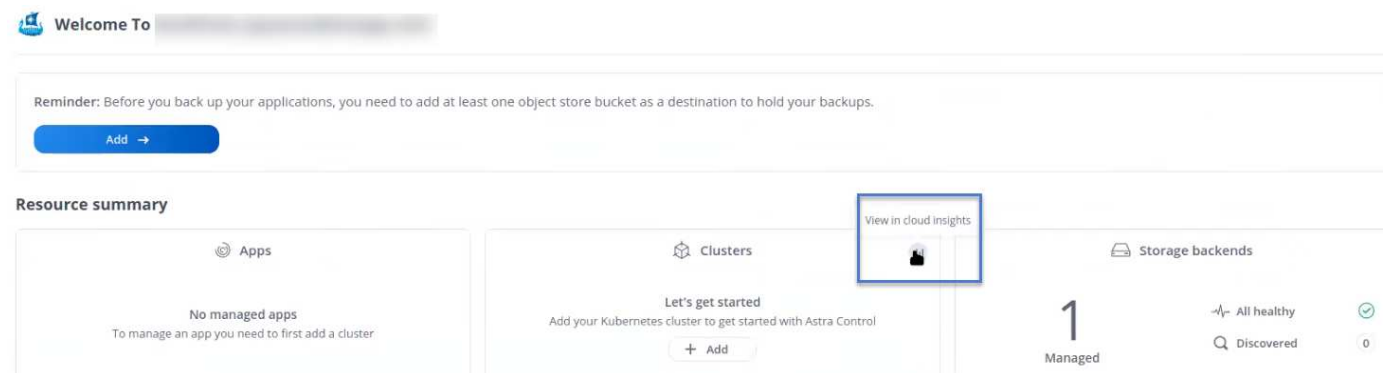 Welcome To
Reminder: Before you back up your applications, you need to add at least one object store bucket as a destination to hold your backups.
Add →
Resource summary
View in cloud insights
Apps
No managed apps
To manage an app you need to first add a cluster
Clusters
Let's get started
Add your Kubernetes cluster to get started with Astra Control
+ Add
Storage backends
1
Managed
All healthy
Discovered
0